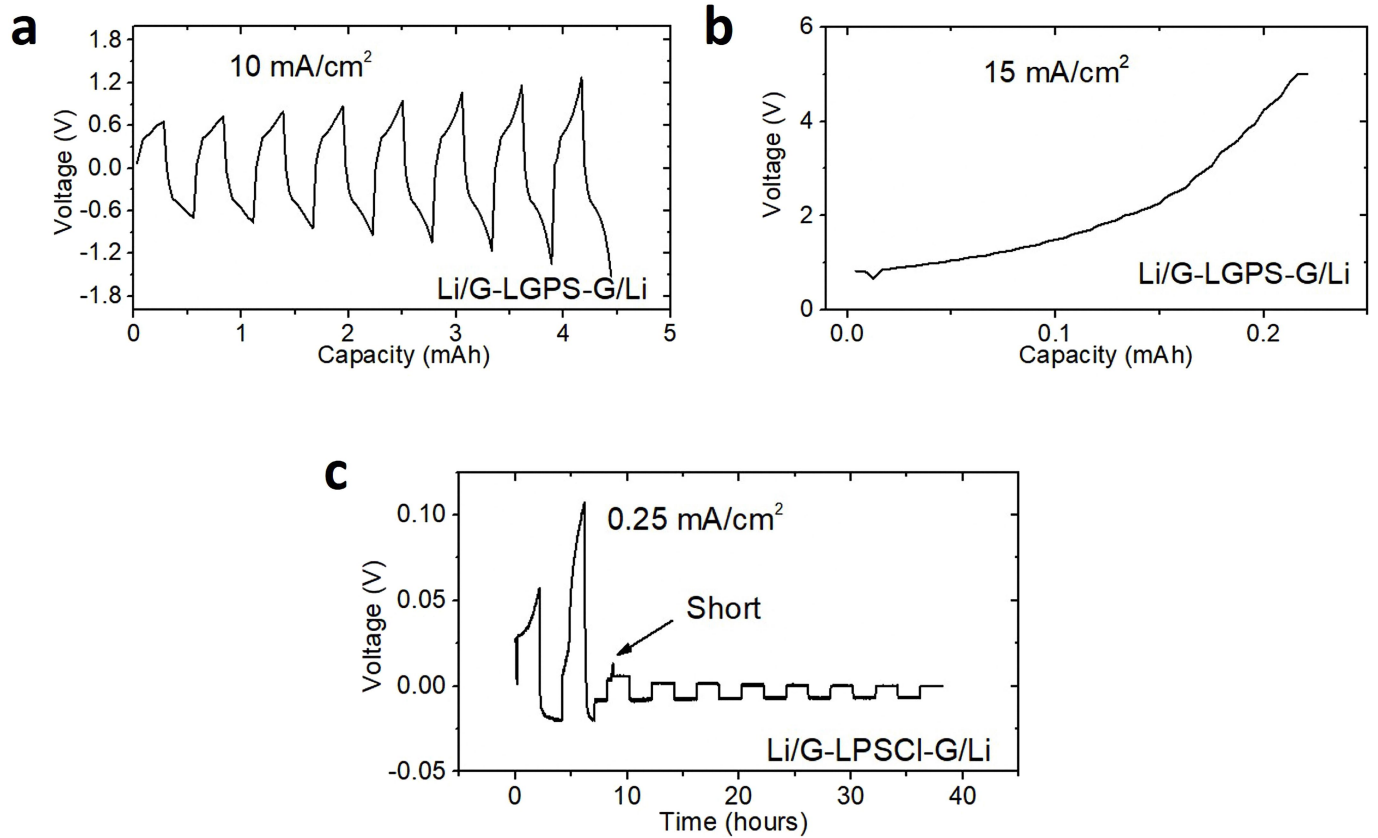 a
10 mA/cm²
1.8
1.2
0.6
0.0
-0.6
-1.2
-1.8
Voltage (V)
Li/G-LGPS-G/Li
0 1 2 3 4 5
Capacity (mAh)
b
15 mA/cm²
6
4
2
0
Voltage (V)
Li/G-LGPS-G/Li
0.0 0.1 0.2
Capacity (mAh)
c
0.25 mA/cm²
0.10
0.05
0.00
-0.05
Voltage (V)
Short
Li/G-LPSCl-G/Li
0 10 20 30 40
Time (hours)